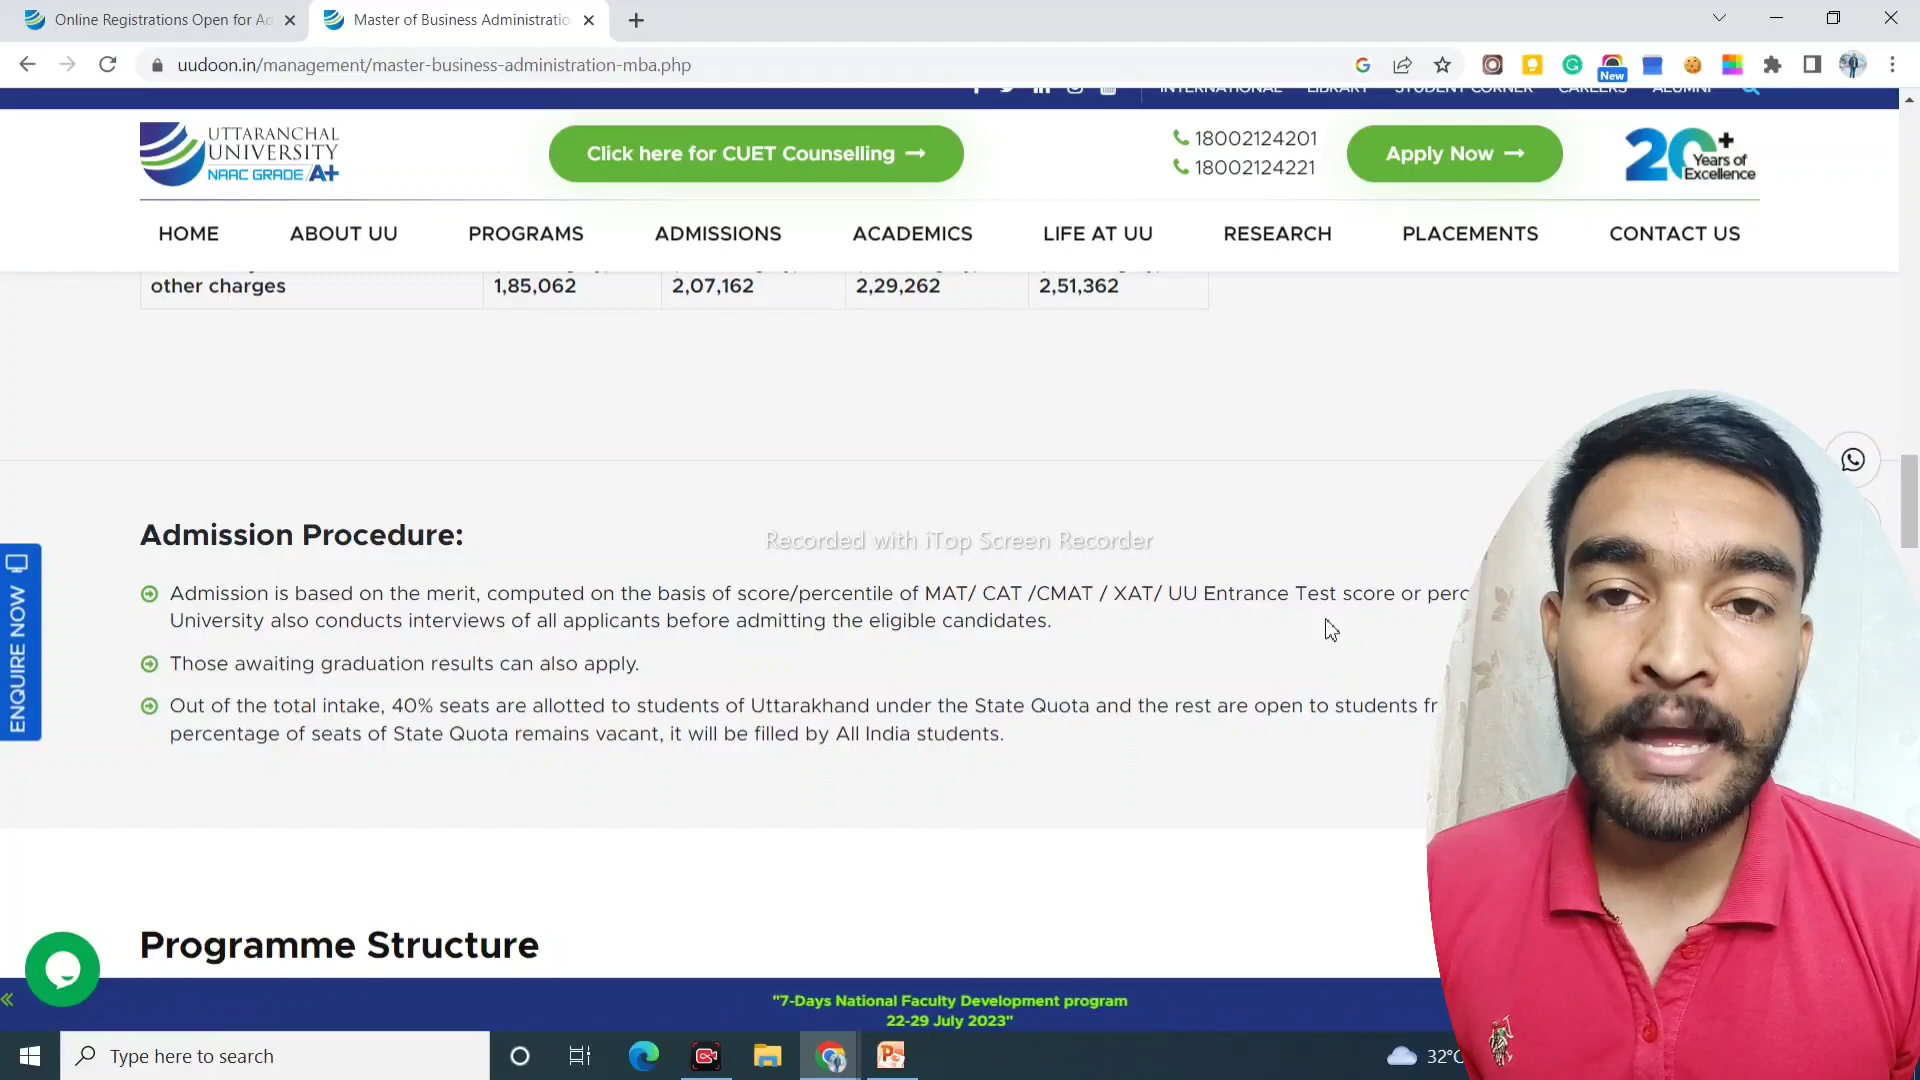 Online Registrations Open for Ad
Master of Business Administratio
uudoon.in/management/master-business-administration-mba.php
New
INTERNATIONAL LIBRARY STUDENT CORNER CAREERS ALUMNI
UTTARANCHAL
UNIVERSITY
NAAC GRADE A+
Click here for CUET Counselling →
18002124201
18002124221
Apply Now →
20+
Years of
Excellence
HOME ABOUT UU PROGRAMS ADMISSIONS ACADEMICS LIFE AT UU RESEARCH PLACEMENTS CONTACT US
other charges 1,85,062 2,07,162 2,29,262 2,51,362
Admission Procedure:
Recorded with iTop Screen Recorder
Admission is based on the merit, computed on the basis of score/percentile of MAT/ CAT /CMAT / XAT/ UU Entrance Test score or perc
University also conducts interviews of all applicants before admitting the eligible candidates.
Those awaiting graduation results can also apply.
Out of the total intake, 40% seats are allotted to students of Uttarakhand under the State Quota and the rest are open to students fr
percentage of seats of State Quota remains vacant, it will be filled by All India students.
ENQUIRE NOW
Programme Structure
"7-Days National Faculty Development program
22-29 July 2023"
Type here to search
32°C